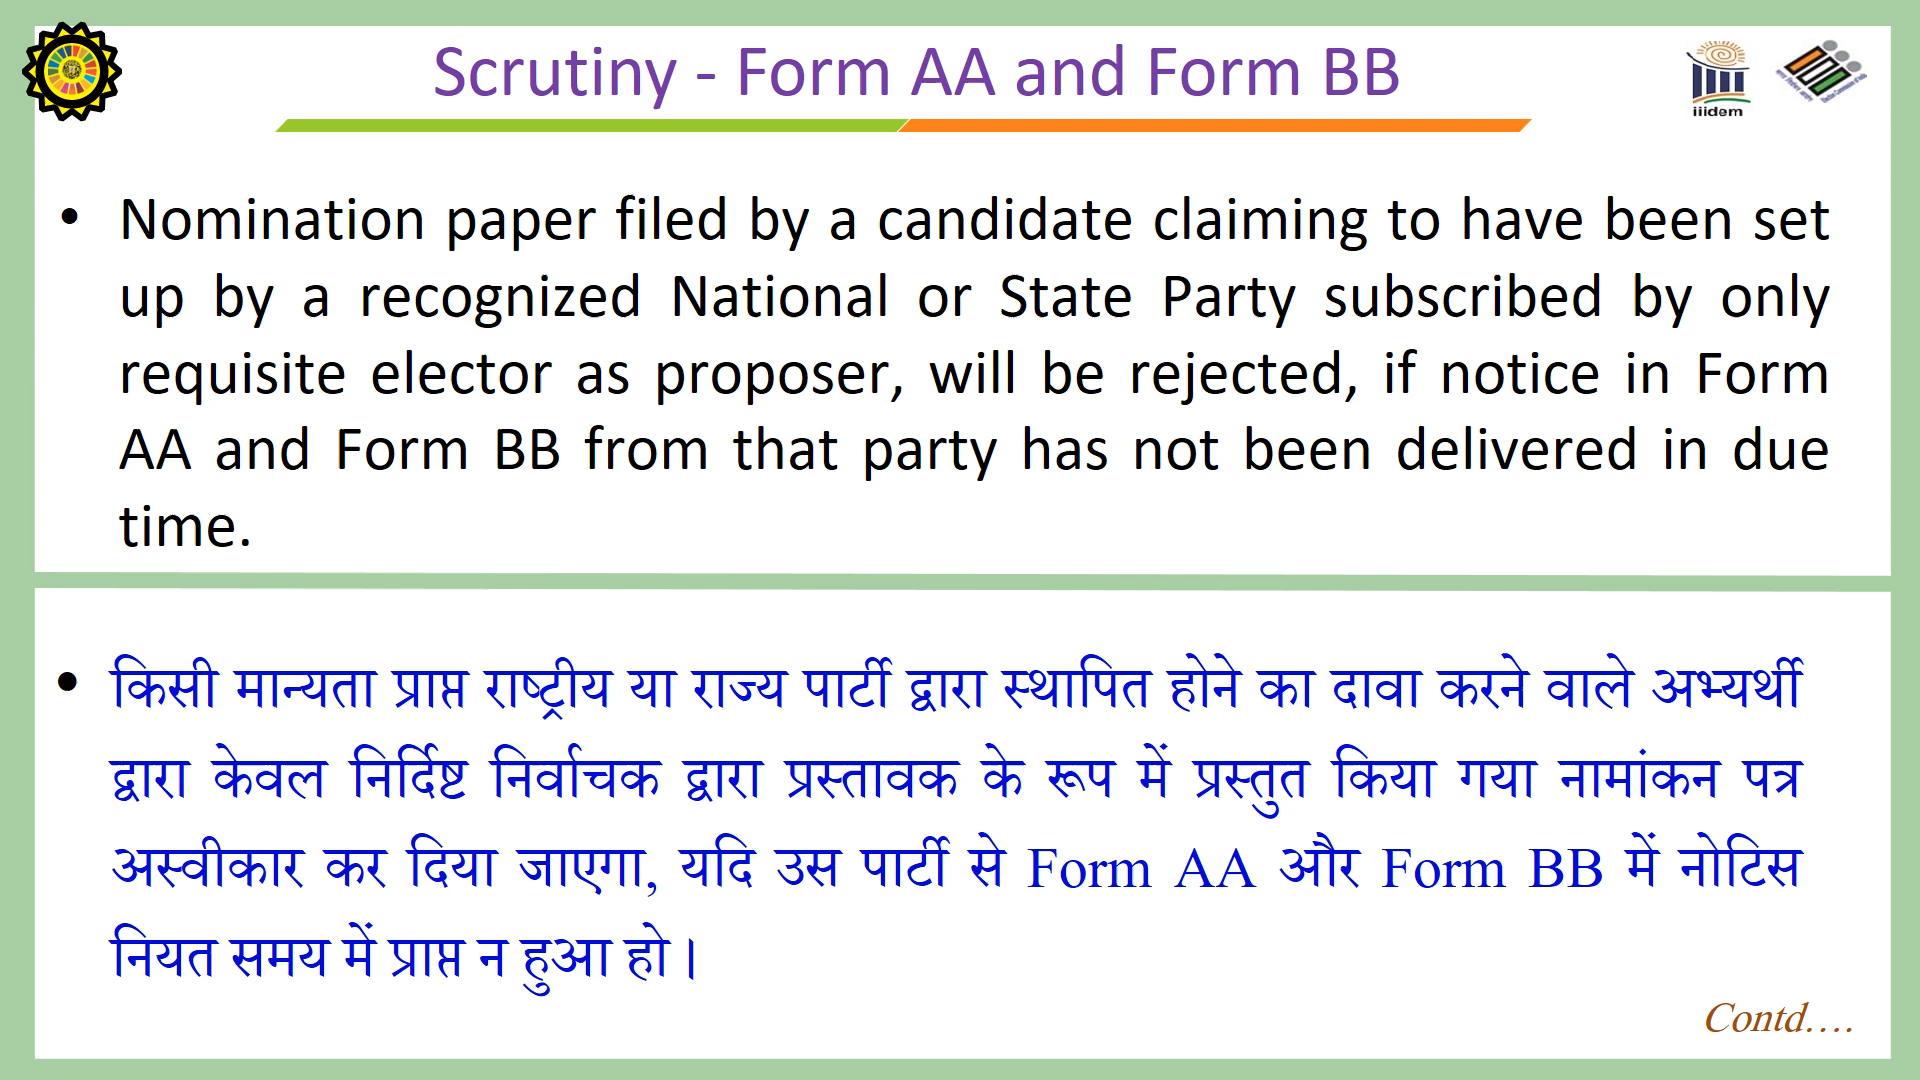 Scrutiny - Form AA and Form BB
iiidem
• Nomination paper filed by a candidate claiming to have been set
up by a recognized National or State Party subscribed by only
requisite elector as proposer, will be rejected, if notice in Form
AA and Form BB from that party has not been delivered in due
time.
• किसी मान्यता प्राप्त राष्ट्रीय या राज्य पार्टी द्वारा स्थापित होने का दावा करने वाले अभ्यर्थी
द्वारा केवल निर्दिष्ट निर्वाचक द्वारा प्रस्तावक के रूप में प्रस्तुत किया गया नामांकन पत्र
अस्वीकार कर दिया जाएगा, यदि उस पार्टी से Form AA और Form BB में नोटिस
नियत समय में प्राप्त न हुआ हो।
Contd....